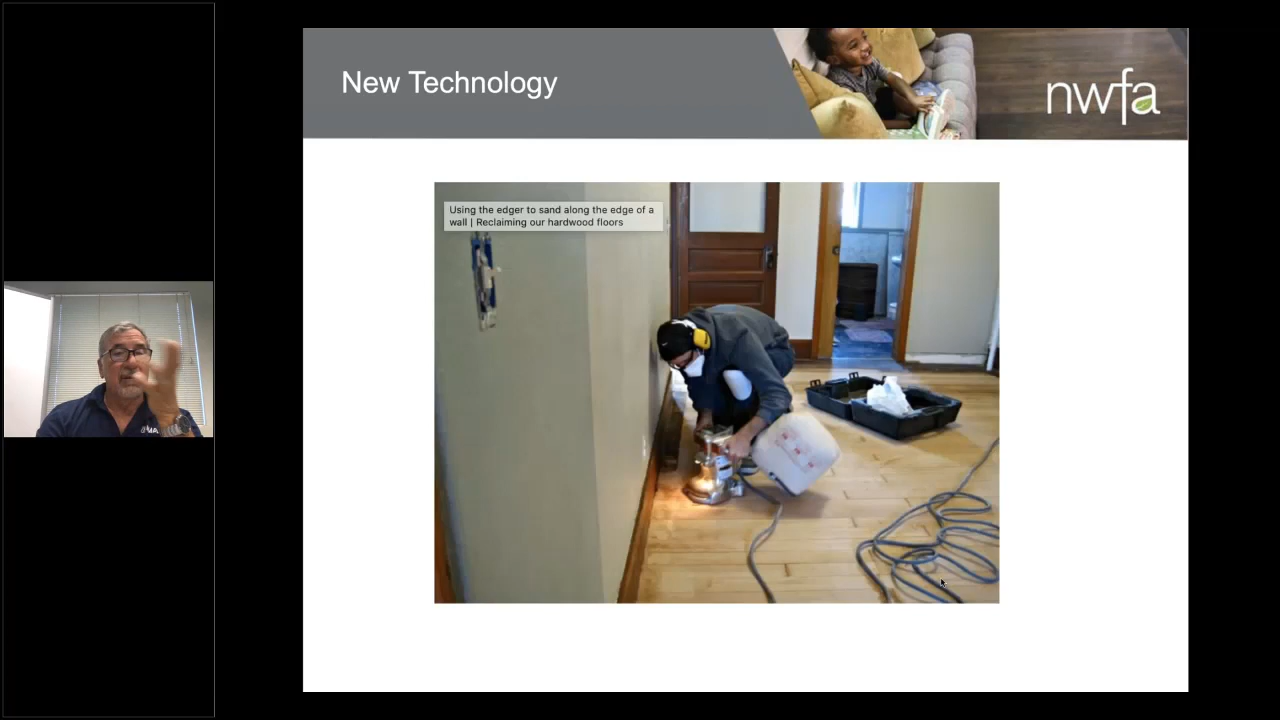 New Technology
nwfa
Using the edger to sand along the edge of a
wall | Reclaiming our hardwood floors